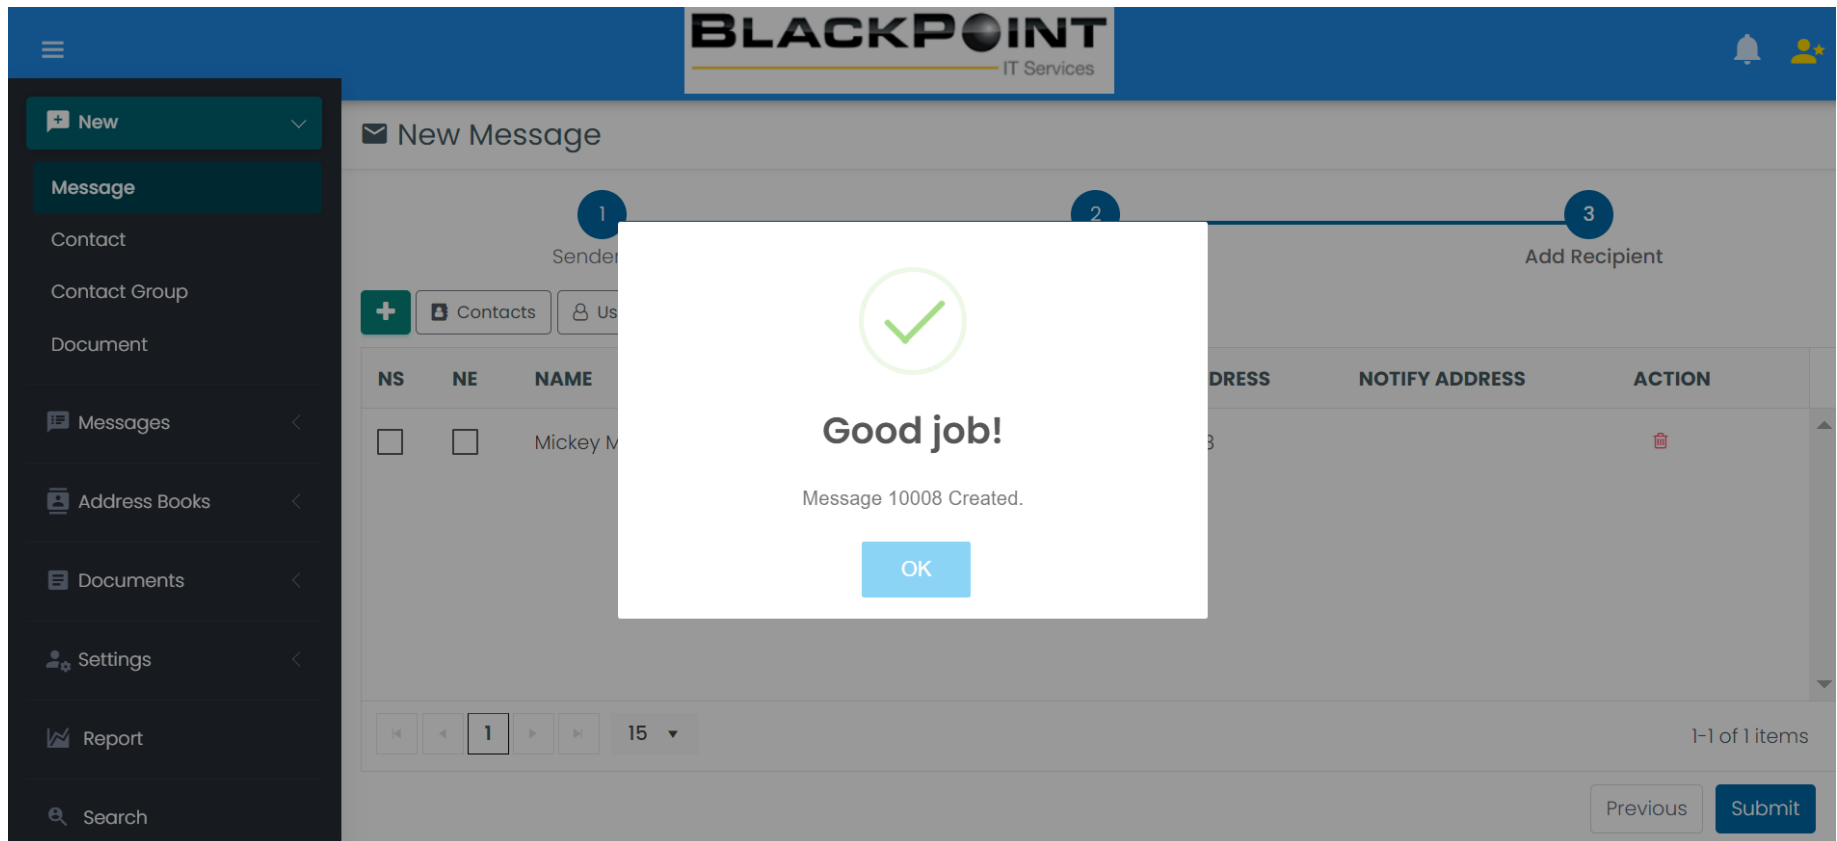 BLACKPOINT
IT Services
New
Message
Contact
Contact Group
Document
Messages
Address Books
Documents
Settings
Report
Search
New Message
1
2
3
Sender
Add Recipient
Contacts
Us
NS NE NAME DRESS NOTIFY ADDRESS ACTION
Mickey M
Good job!
Message 10008 Created.
OK
1
15
1-1 of 1 items
Previous
Submit